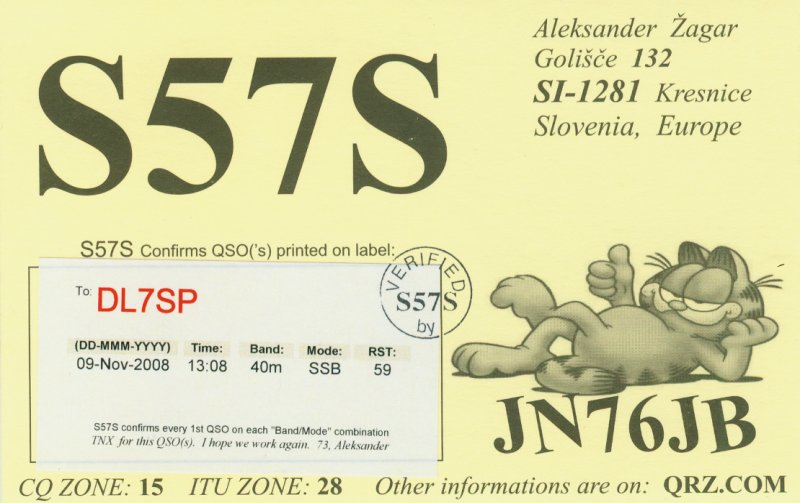 S57S
Aleksander Žagar
Golišče 132
SI-1281 Kresnice
Slovenia, Europe
S57S Confirms QSO('s) printed on label:
VERIFIED
S57S
by
To: DL7SP
(DD-MMM-YYYY) Time: Band: Mode: RST:
09-Nov-2008 13:08 40m SSB 59
S57S confirms every 1st QSO on each "Band/Mode" combination
TNX for this QSO(s). I hope we work again. 73, Aleksander
JN76JB
CQ ZONE: 15 ITU ZONE: 28 Other informations are on: QRZ.COM